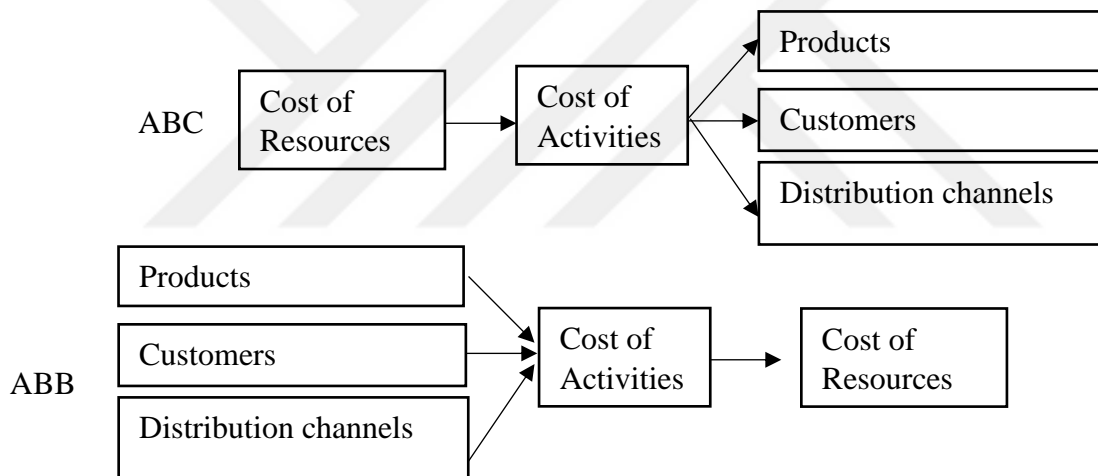 Products
ABC
Cost of
Resources
Cost of
Activities
Customers
Distribution channels
Products
ABB
Customers
Cost of
Activities
Cost of
Resources
Distribution channels